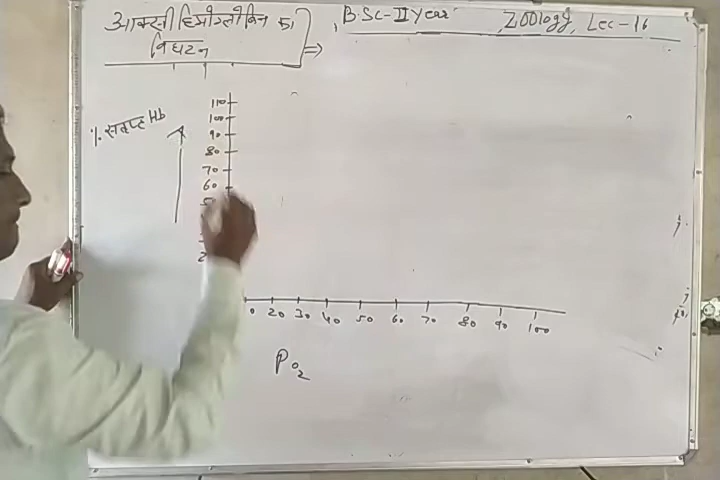 आक्सी हिमोग्लोबिन का
B.Sc-II Year
Zoology, Lec-16
विघटन
⇒
% संतृप्त Hb
110
100
90
80
70
60
20 30 40 50 60 70 80 90 100
PO2